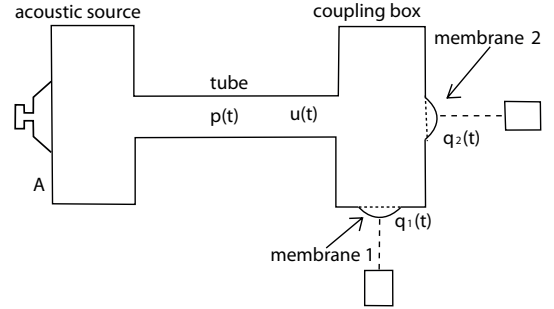 acoustic source
coupling box
membrane 2
tube
p(t) u(t)
q₂(t)
A
q₁(t)
membrane 1